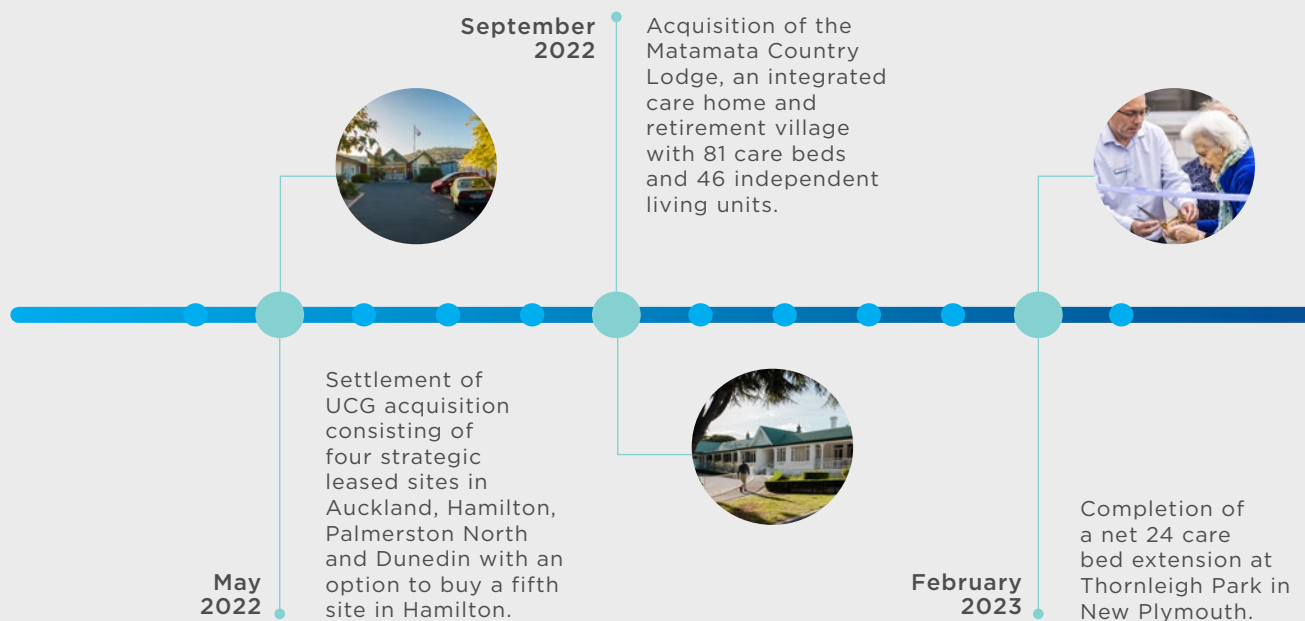 September
2022
Acquisition of the
Matamata Country
Lodge, an integrated
care home and
retirement village
with 81 care beds
and 46 independent
living units.
May
2022
Settlement of
UCG acquisition
consisting of
four strategic
leased sites in
Auckland, Hamilton,
Palmerston North
and Dunedin with an
option to buy a fifth
site in Hamilton.
February
2023
Completion of
a net 24 care
bed extension at
Thornleigh Park in
New Plymouth.